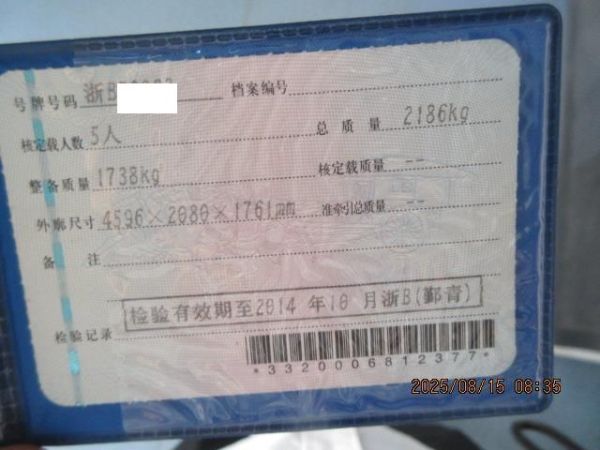 号牌号码 浙B 档案编号
核定载人数 5人 总质量 2186kg
整备质量 1738kg 核定载质量 --
外廓尺寸 4596×2080×1761mm 准牵引总质量 --
备注
检验记录 检验有效期至2014年10月浙B(鄞青)
*3320006812377*
2025/08/15 08:35